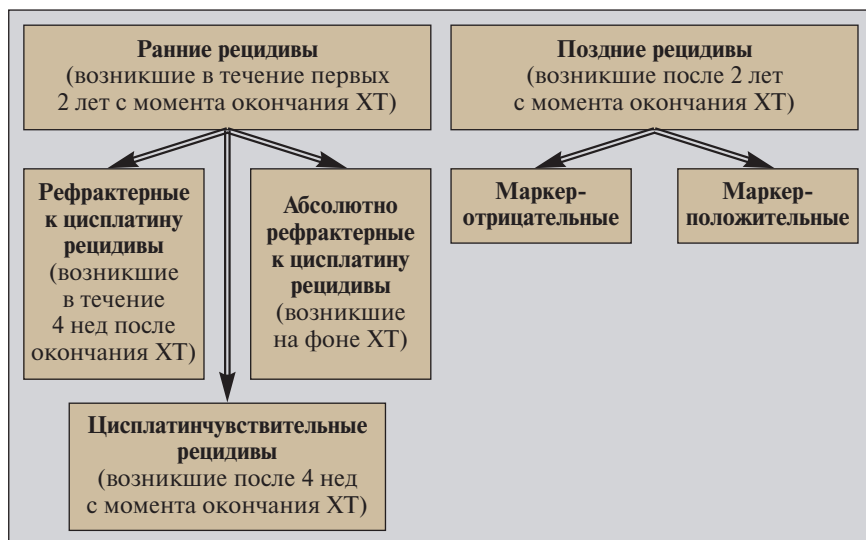 Ранние рецидивы
(возникшие в течение первых
2 лет с момента окончания ХТ)
Поздние рецидивы
(возникшие после 2 лет
с момента окончания ХТ)
Рефрактерные
к цисплатину
рецидивы
(возникшие
в течение
4 нед после
окончания ХТ)
Абсолютно
рефрактерные
к цисплатину
рецидивы
(возникшие
на фоне ХТ)
Маркер-
отрицательные
Маркер-
положительные
Цисплатинчувствительные
рецидивы
(возникшие после 4 нед
с момента окончания ХТ)